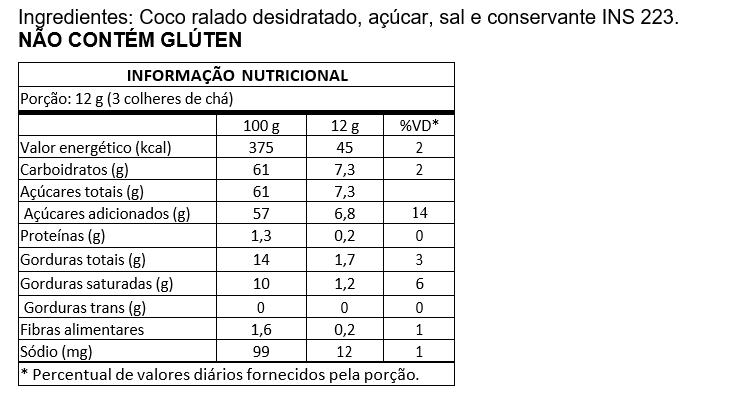 Ingredientes: Coco ralado desidratado, açúcar, sal e conservante INS 223.
NÃO CONTÉM GLÚTEN
INFORMAÇÃO NUTRICIONAL
Porção: 12 g (3 colheres de chá)
100 g 12 g %VD*
Valor energético (kcal) 375 45 2
Carboidratos (g) 61 7,3 2
Açúcares totais (g) 61 7,3
Açúcares adicionados (g) 57 6,8 14
Proteínas (g) 1,3 0,2 0
Gorduras totais (g) 14 1,7 3
Gorduras saturadas (g) 10 1,2 6
Gorduras trans (g) 0 0 0
Fibras alimentares 1,6 0,2 1
Sódio (mg) 99 12 1
* Percentual de valores diários fornecidos pela porção.